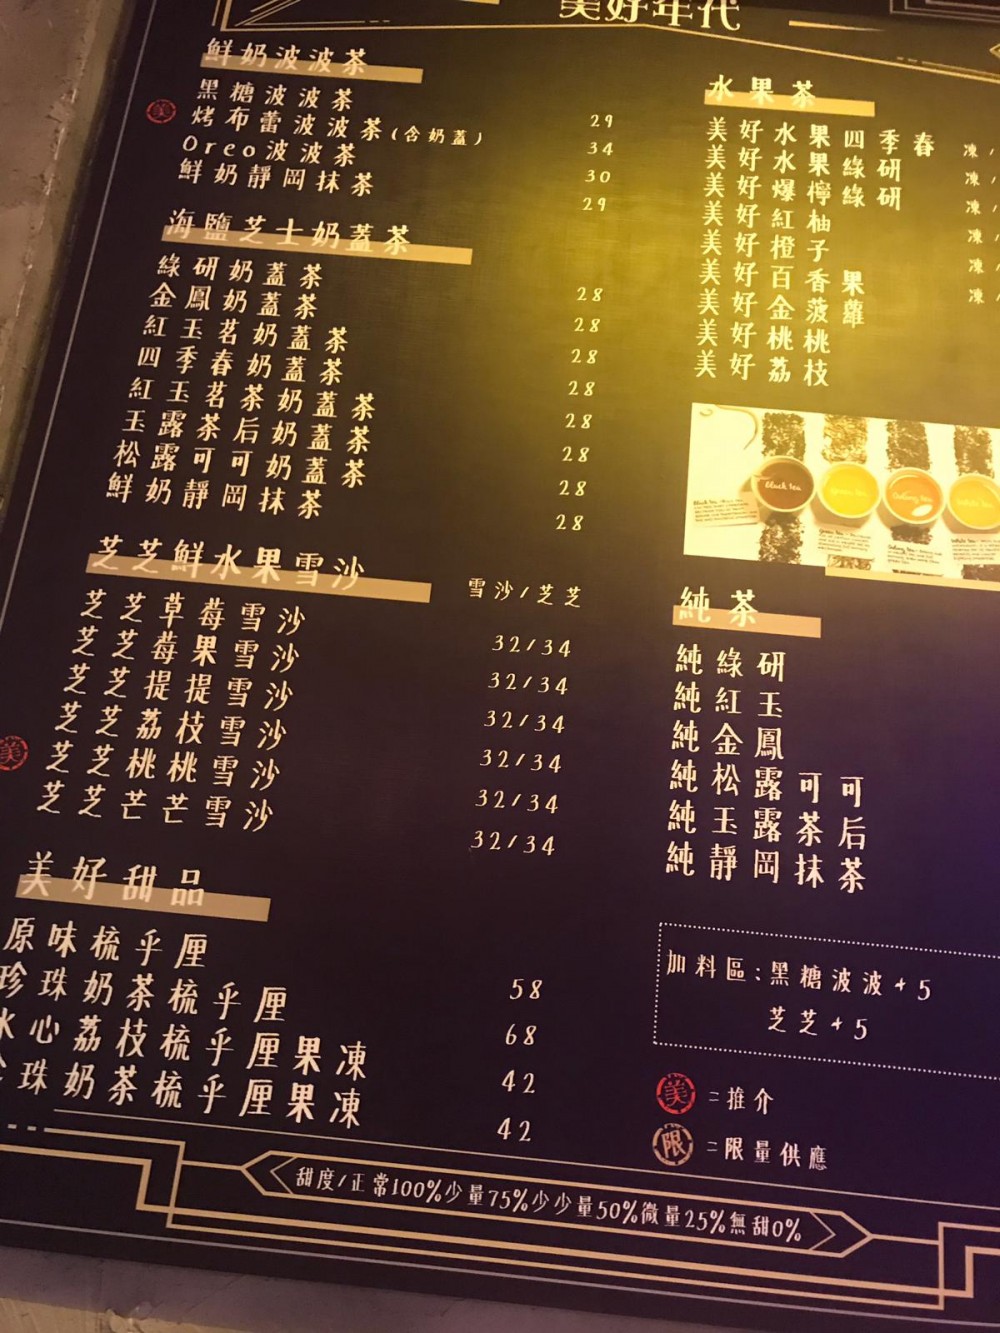 美好年代
鮮奶波波茶
黑糖波波茶 29
美 烤布蕾波波茶(含奶蓋) 34
Oreo波波茶 30
鮮奶靜岡抹茶 29
海鹽芝士奶蓋茶
綠研奶蓋茶 28
金鳳奶蓋茶 28
紅玉茗奶蓋茶 28
四季春奶蓋茶 28
紅玉茗茶奶蓋茶 28
玉露茶后奶蓋茶 28
松露可可奶蓋茶 28
鮮奶靜岡抹茶 28
芝芝鮮水果雪沙 雪沙/芝芝
芝芝草莓雪沙 32/34
芝芝莓果雪沙 32/34
芝芝提提雪沙 32/34
芝芝荔枝雪沙 32/34
美 芝芝桃桃雪沙 32/34
芝芝芒芒雪沙 32/34
美好甜品
原味梳乎厘 58
珍珠奶茶梳乎厘 68
心荔枝梳乎厘果凍 42
珠奶茶梳乎厘果凍 42
水果茶
美好水果四季春 凍/
美好水果綠研 凍/
美好爆檸綠研 凍/
美好紅柚 凍/
美好橙子 凍/
美好百香果 凍/
美好金菠蘿
美好桃桃
美好荔枝
Black tea
純茶
純綠研
純紅玉
純金鳳
純松露可可
純玉露茶后
純靜岡抹茶
加料區:黑糖波波+5
芝芝+5
美=推介
限=限量供應
甜度/正常100%少量75%少少量50%微量25%無甜0%